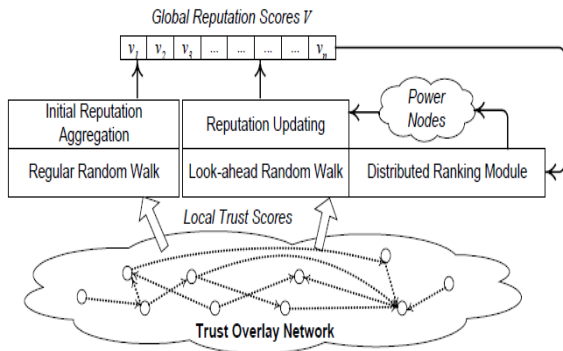 Global Reputation Scores V
v1 v2 v3 ... ... ... ... vn
Initial Reputation
Aggregation
Reputation Updating
Power
Nodes
Regular Random Walk
Look-ahead Random Walk
Distributed Ranking Module
Local Trust Scores
Trust Overlay Network